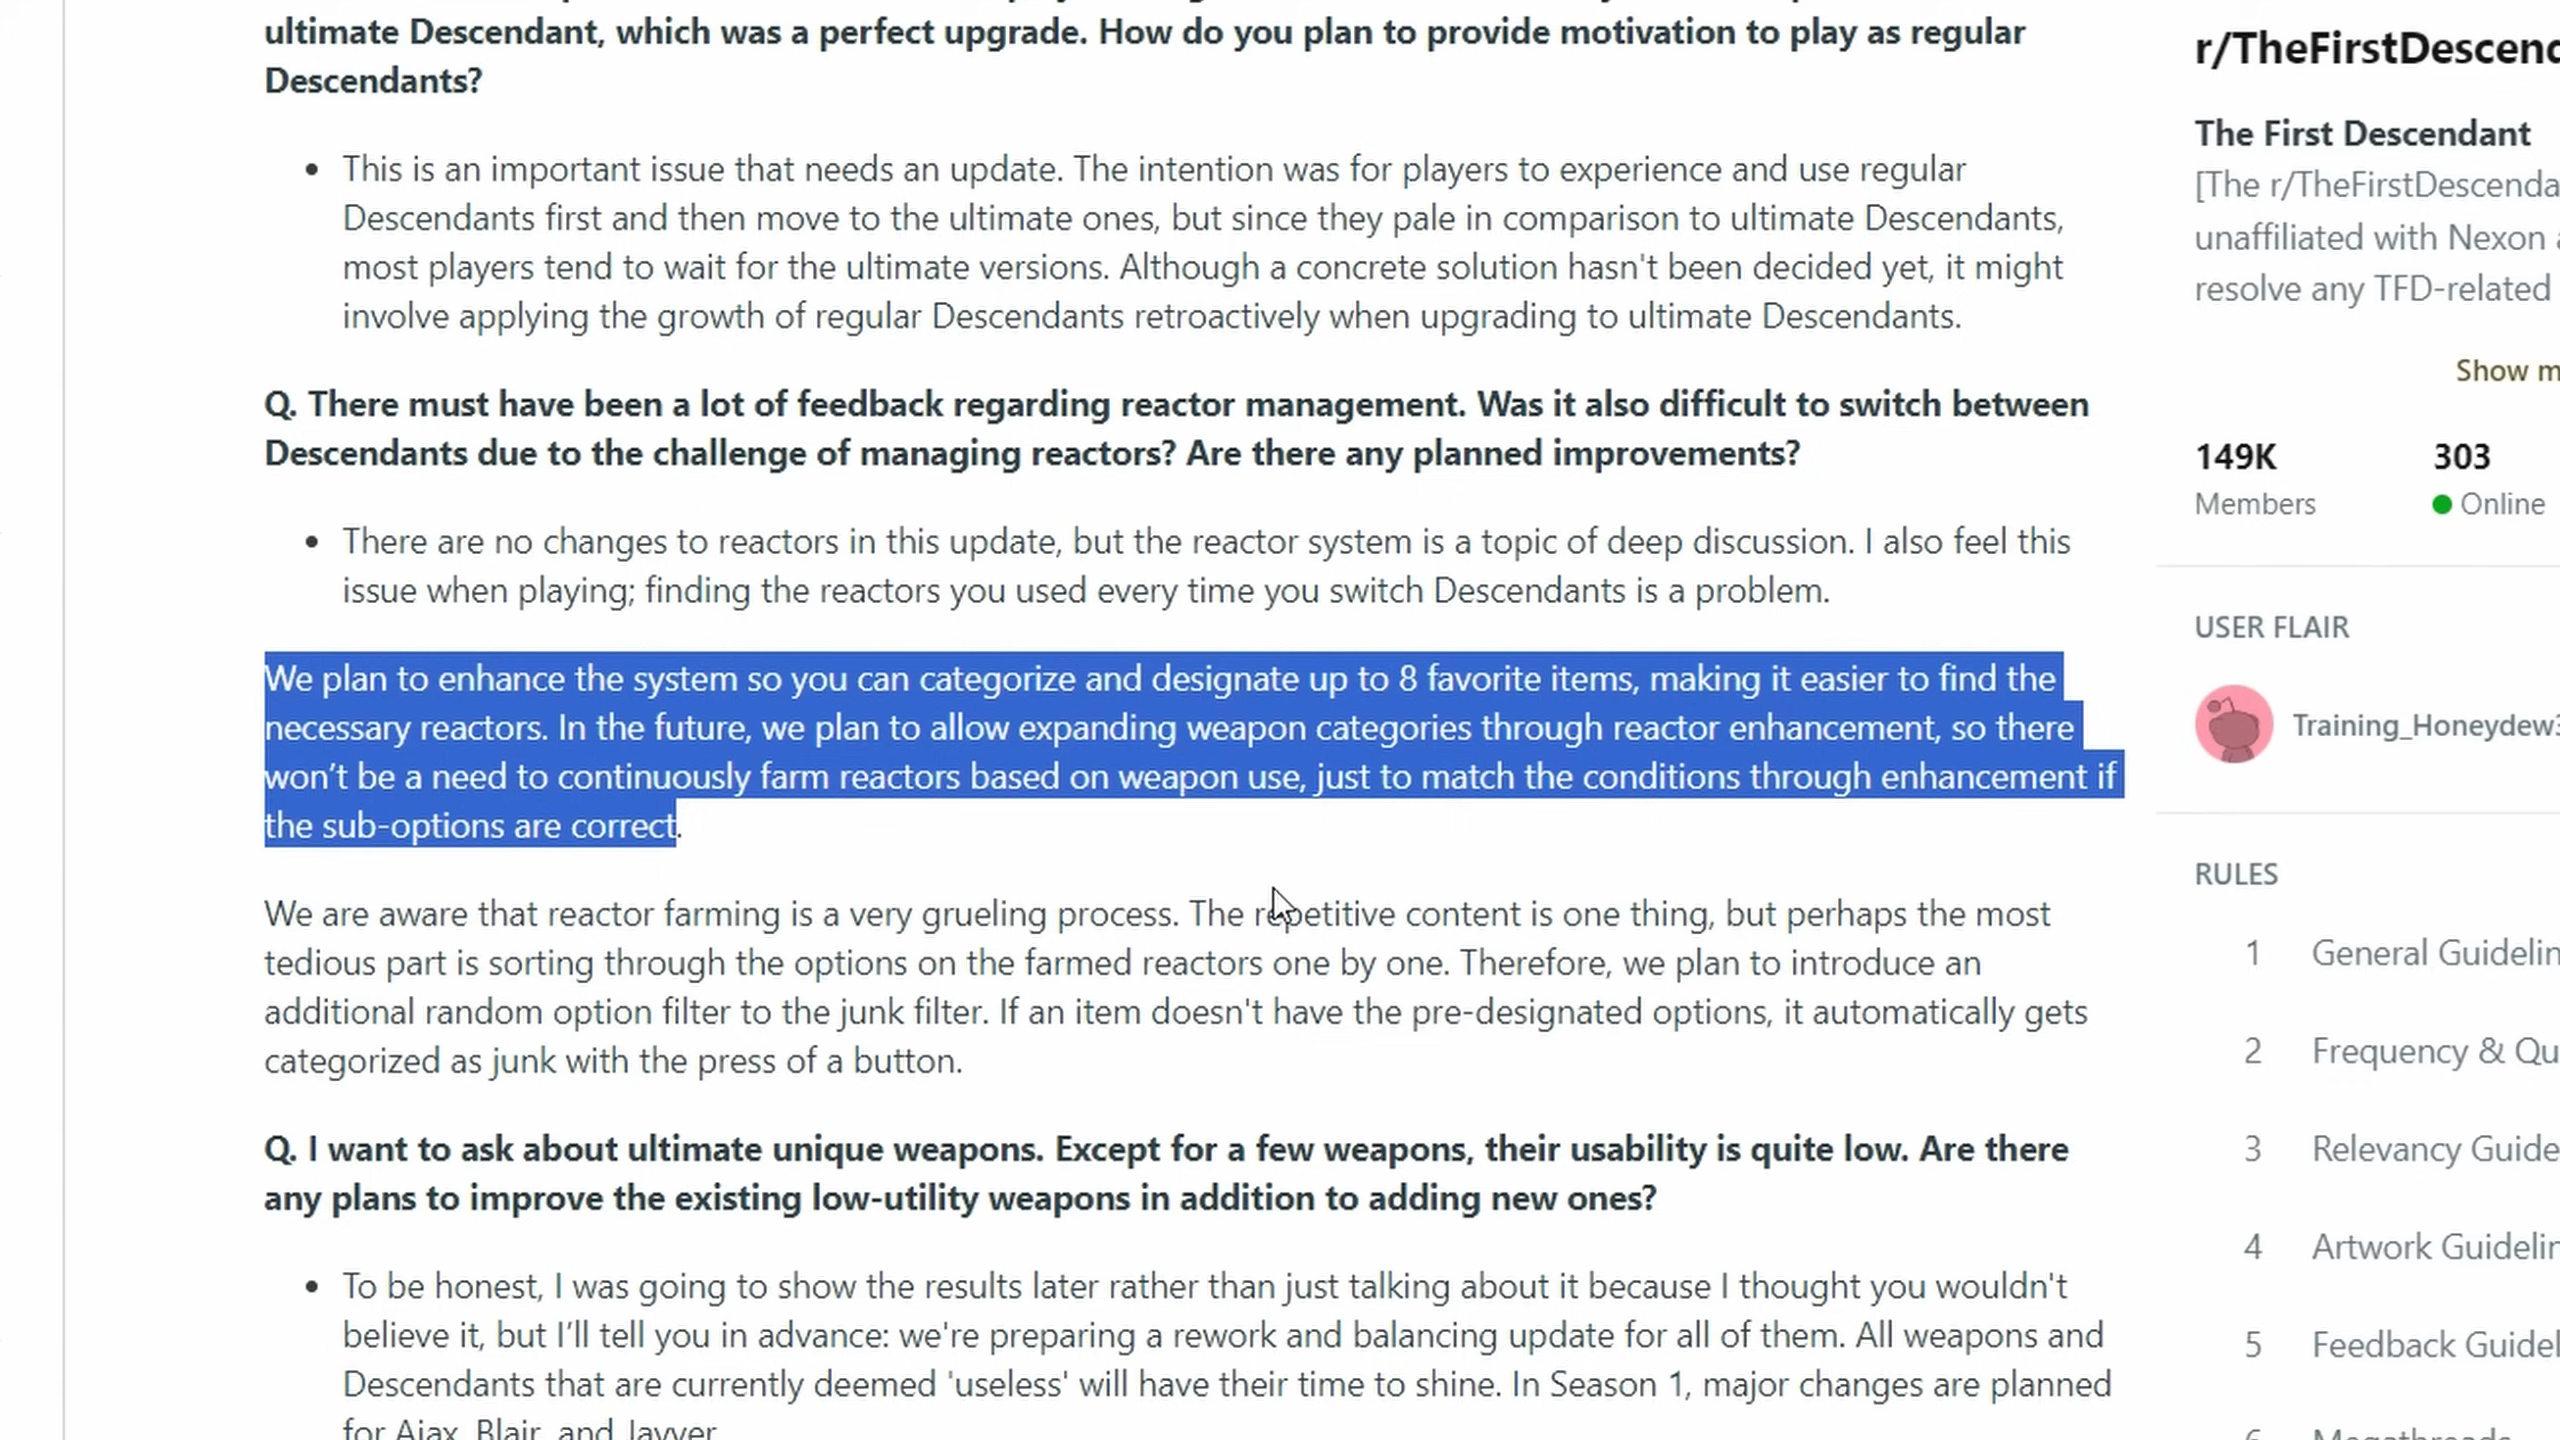 ultimate Descendant, which was a perfect upgrade. How do you plan to provide motivation to play as regular
Descendants?
This is an important issue that needs an update. The intention was for players to experience and use regular
Descendants first and then move to the ultimate ones, but since they pale in comparison to ultimate Descendants,
most players tend to wait for the ultimate versions. Although a concrete solution hasn't been decided yet, it might
involve applying the growth of regular Descendants retroactively when upgrading to ultimate Descendants.
Q. There must have been a lot of feedback regarding reactor management. Was it also difficult to switch between
Descendants due to the challenge of managing reactors? Are there any planned improvements?
There are no changes to reactors in this update, but the reactor system is a topic of deep discussion. I also feel this
issue when playing; finding the reactors you used every time you switch Descendants is a problem.
We plan to enhance the system so you can categorize and designate up to 8 favorite items, making it easier to find the
necessary reactors. In the future, we plan to allow expanding weapon categories through reactor enhancement, so there
won’t be a need to continuously farm reactors based on weapon use, just to match the conditions through enhancement if
the sub-options are correct.
We are aware that reactor farming is a very grueling process. The repetitive content is one thing, but perhaps the most
tedious part is sorting through the options on the farmed reactors one by one. Therefore, we plan to introduce an
additional random option filter to the junk filter. If an item doesn't have the pre-designated options, it automatically gets
categorized as junk with the press of a button.
Q. I want to ask about ultimate unique weapons. Except for a few weapons, their usability is quite low. Are there
any plans to improve the existing low-utility weapons in addition to adding new ones?
To be honest, I was going to show the results later rather than just talking about it because I thought you wouldn't
believe it, but I’ll tell you in advance: we're preparing a rework and balancing update for all of them. All weapons and
Descendants that are currently deemed 'useless' will have their time to shine. In Season 1, major changes are planned
for Ajax, Blair, and Jayver
r/TheFirstDescend
The First Descendant
[The r/TheFirstDescenda
unaffiliated with Nexon
resolve any TFD-related
Show m
149K
303
Members
Online
USER FLAIR
Training_Honeydew3
RULES
1 General Guidelin
2 Frequency & Qu
3 Relevancy Guide
4 Artwork Guidelin
5 Feedback Guidel
6 Megathreads